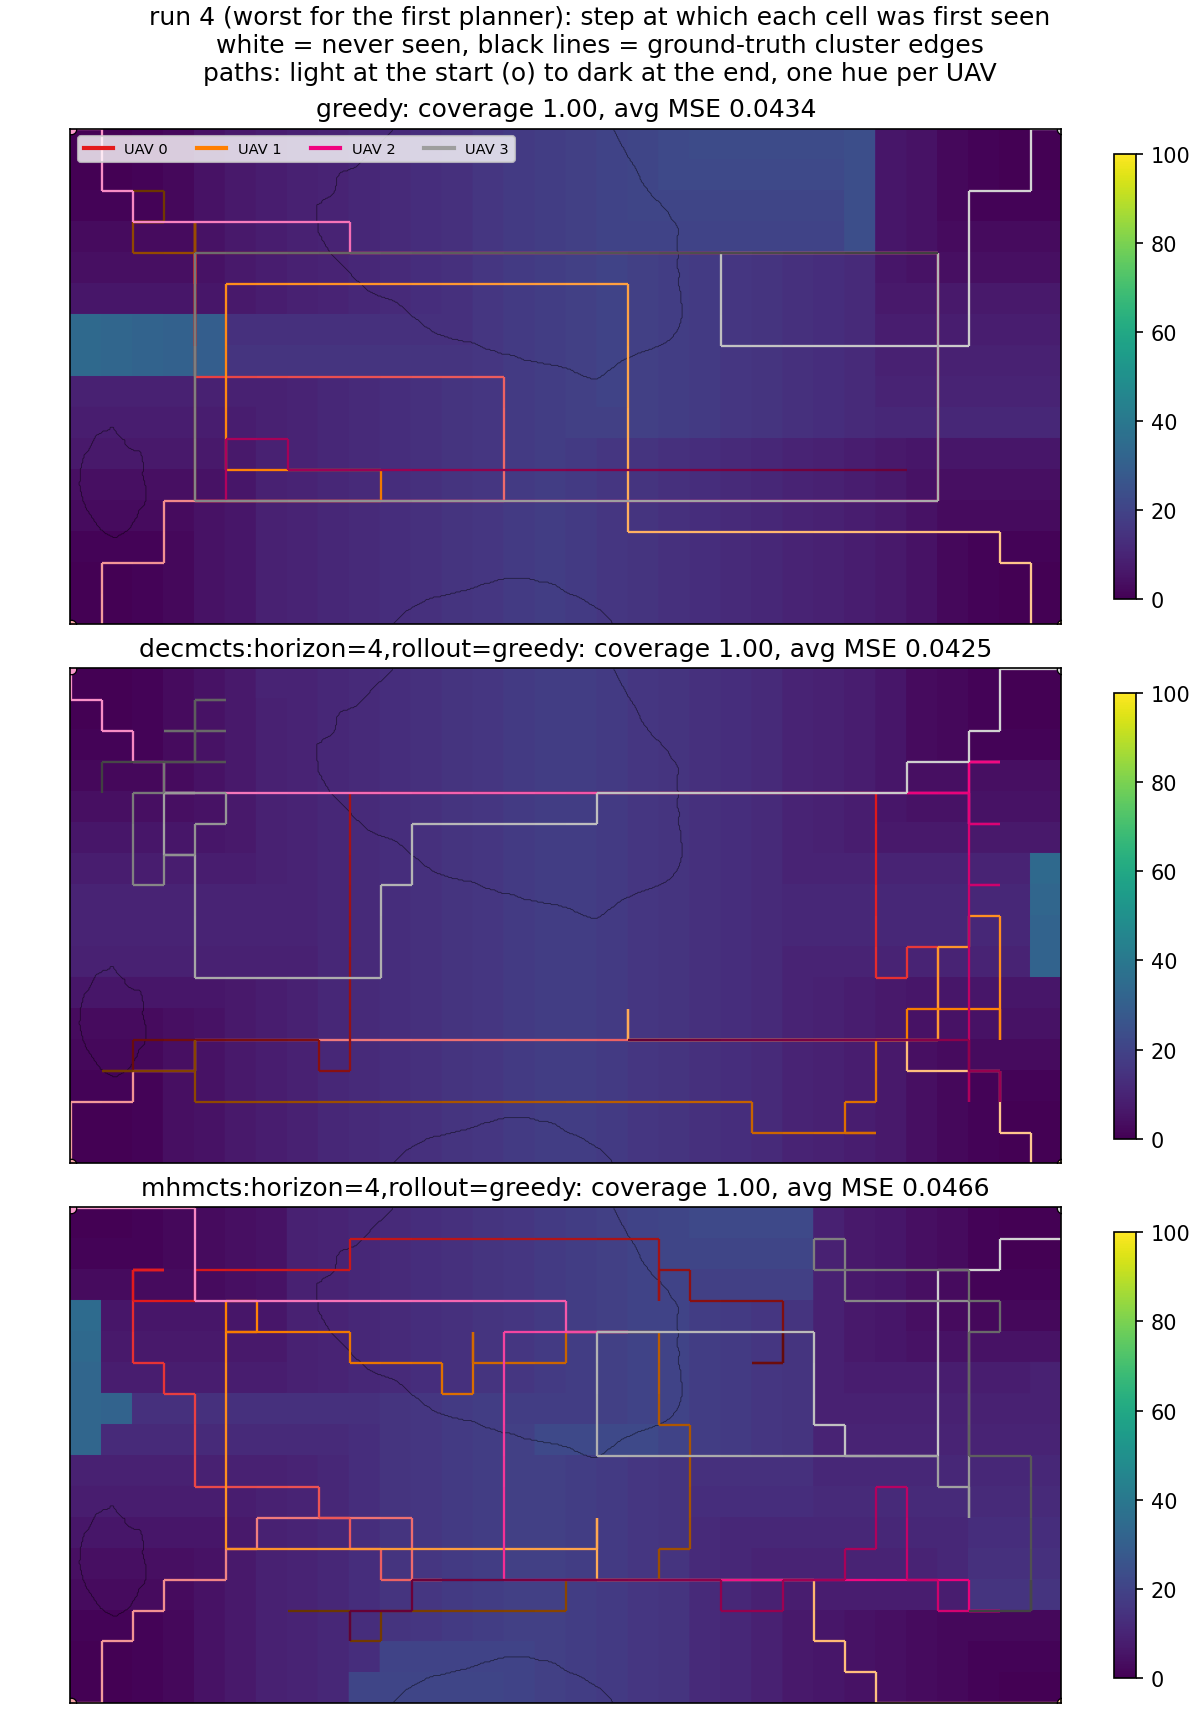 run 4 (worst for the first planner): step at which each cell was first seen
white = never seen, black lines = ground-truth cluster edges
paths: light at the start (o) to dark at the end, one hue per UAV
greedy: coverage 1.00, avg MSE 0.0434
UAV 0 UAV 1 UAV 2 UAV 3
100
80
60
40
20
0
decmcts:horizon=4,rollout=greedy: coverage 1.00, avg MSE 0.0425
100
80
60
40
20
0
mhmcts:horizon=4,rollout=greedy: coverage 1.00, avg MSE 0.0466
100
80
60
40
20
0